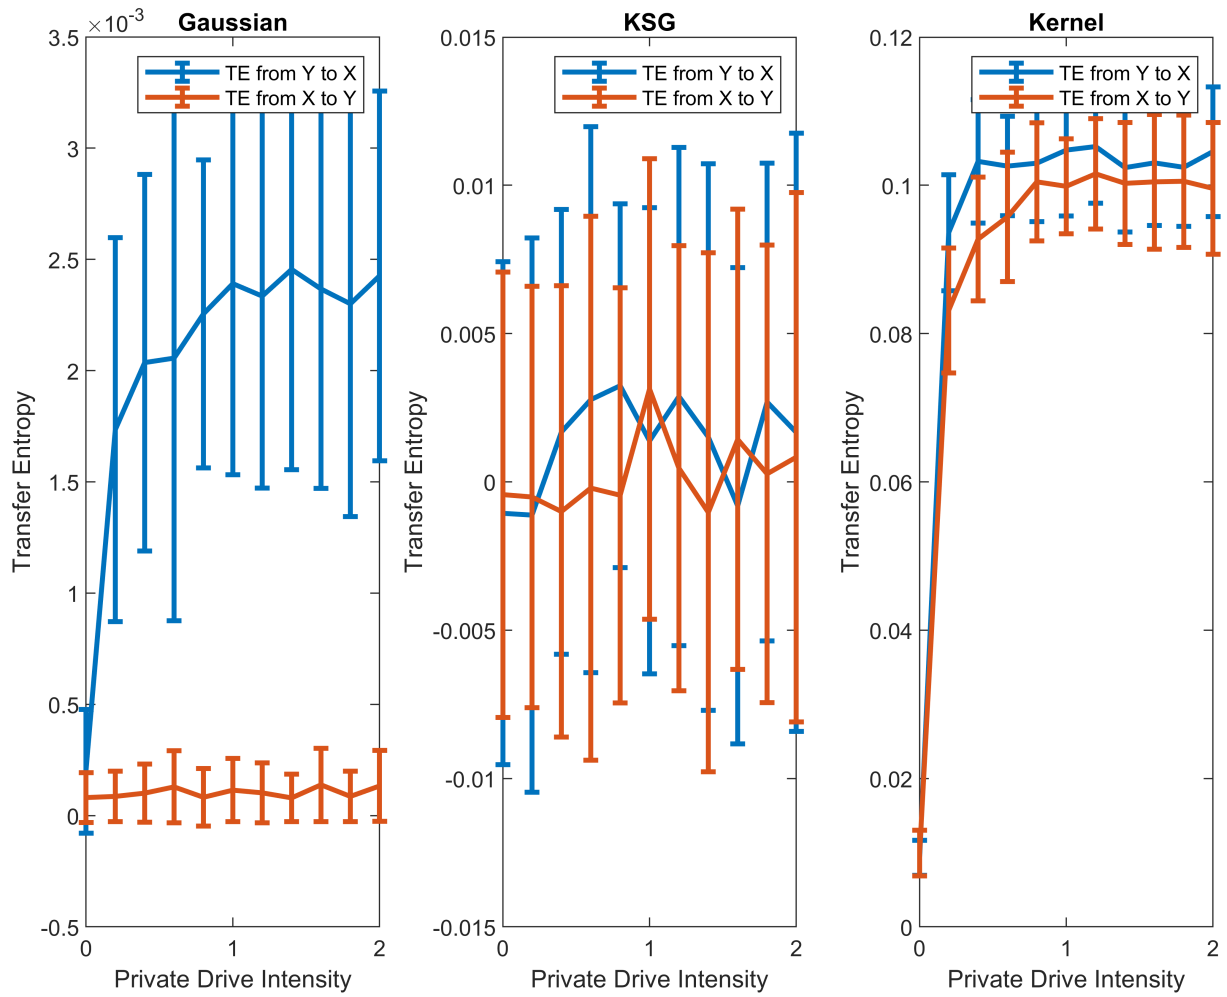 ×10⁻³ Gaussian
TE from Y to X
TE from X to Y
3.5
3
2.5
2
1.5
1
0.5
0
-0.5
Transfer Entropy
0 1 2
Private Drive Intensity
KSG
TE from Y to X
TE from X to Y
0.015
0.01
0.005
0
-0.005
-0.01
-0.015
Transfer Entropy
0 1 2
Private Drive Intensity
Kernel
TE from Y to X
TE from X to Y
0.12
0.1
0.08
0.06
0.04
0.02
0
Transfer Entropy
0 1 2
Private Drive Intensity